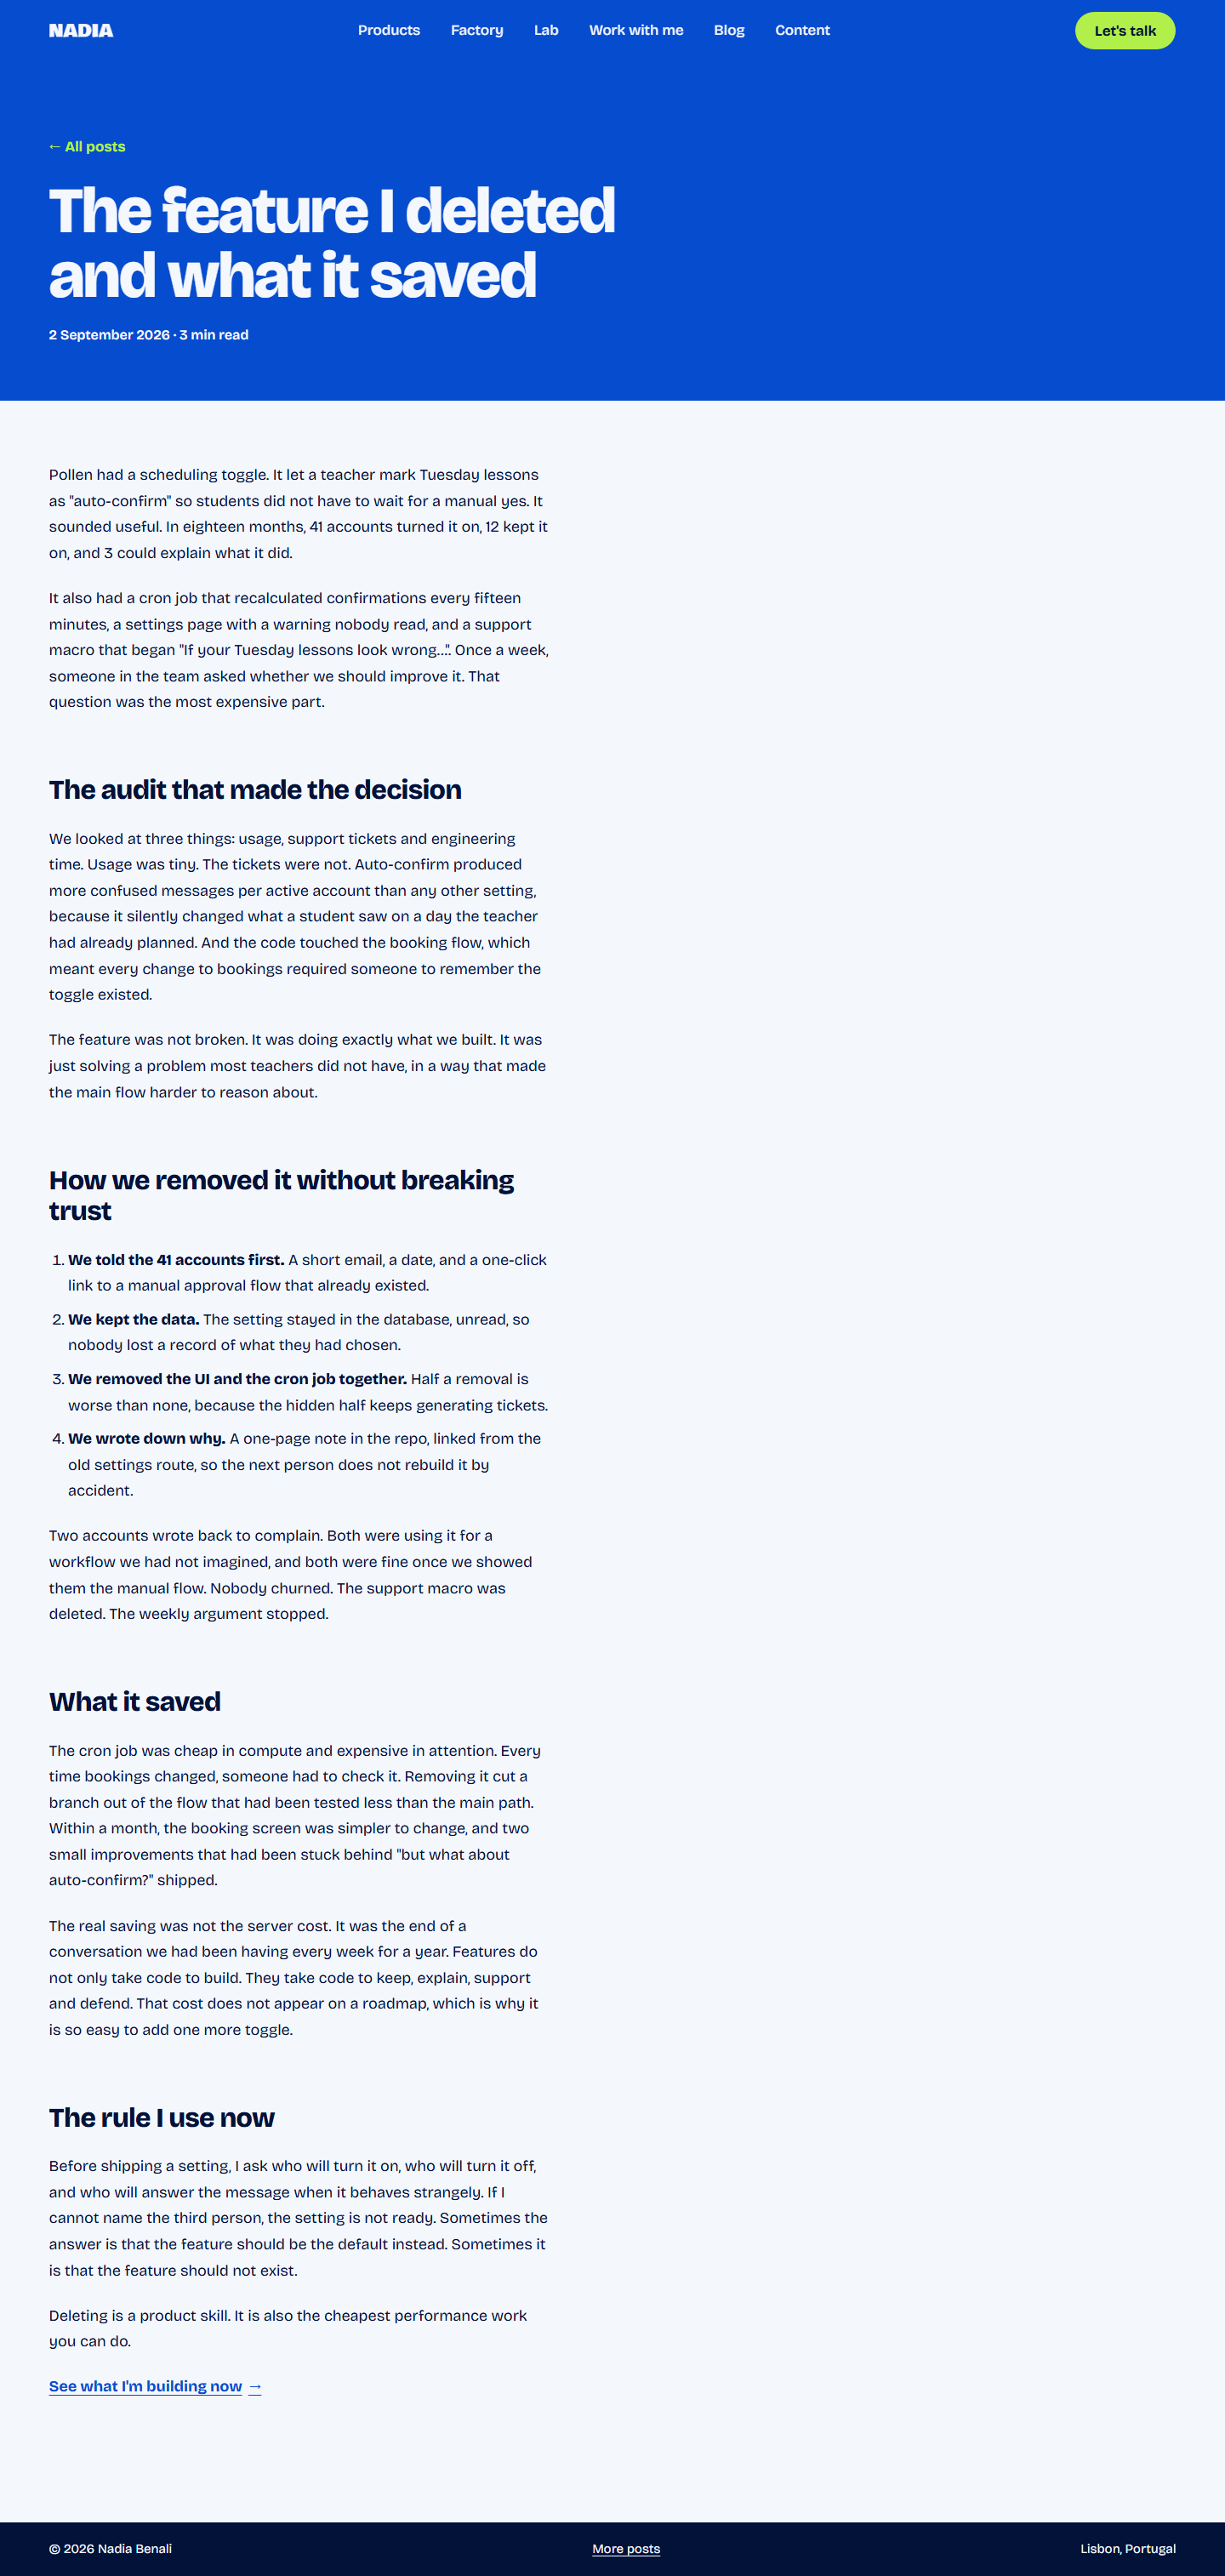 NADIA
Products Factory Lab Work with me Blog Content
Let's talk
← All posts
The feature I deleted
and what it saved
2 September 2026 · 3 min read
Pollen had a scheduling toggle. It let a teacher mark Tuesday lessons
as "auto-confirm" so students did not have to wait for a manual yes. It
sounded useful. In eighteen months, 41 accounts turned it on, 12 kept it
on, and 3 could explain what it did.
It also had a cron job that recalculated confirmations every fifteen
minutes, a settings page with a warning nobody read, and a support
macro that began "If your Tuesday lessons look wrong...". Once a week,
someone in the team asked whether we should improve it. That
question was the most expensive part.
The audit that made the decision
We looked at three things: usage, support tickets and engineering
time. Usage was tiny. The tickets were not. Auto-confirm produced
more confused messages per active account than any other setting,
because it silently changed what a student saw on a day the teacher
had already planned. And the code touched the booking flow, which
meant every change to bookings required someone to remember the
toggle existed.
The feature was not broken. It was doing exactly what we built. It was
just solving a problem most teachers did not have, in a way that made
the main flow harder to reason about.
How we removed it without breaking
trust
1. We told the 41 accounts first. A short email, a date, and a one-click
link to a manual approval flow that already existed.
2. We kept the data. The setting stayed in the database, unread, so
nobody lost a record of what they had chosen.
3. We removed the UI and the cron job together. Half a removal is
worse than none, because the hidden half keeps generating tickets.
4. We wrote down why. A one-page note in the repo, linked from the
old settings route, so the next person does not rebuild it by
accident.
Two accounts wrote back to complain. Both were using it for a
workflow we had not imagined, and both were fine once we showed
them the manual flow. Nobody churned. The support macro was
deleted. The weekly argument stopped.
What it saved
The cron job was cheap in compute and expensive in attention. Every
time bookings changed, someone had to check it. Removing it cut a
branch out of the flow that had been tested less than the main path.
Within a month, the booking screen was simpler to change, and two
small improvements that had been stuck behind "but what about
auto-confirm?" shipped.
The real saving was not the server cost. It was the end of a
conversation we had been having every week for a year. Features do
not only take code to build. They take code to keep, explain, support
and defend. That cost does not appear on a roadmap, which is why it
is so easy to add one more toggle.
The rule I use now
Before shipping a setting, I ask who will turn it on, who will turn it off,
and who will answer the message when it behaves strangely. If I
cannot name the third person, the setting is not ready. Sometimes the
answer is that the feature should be the default instead. Sometimes it
is that the feature should not exist.
Deleting is a product skill. It is also the cheapest performance work
you can do.
See what I'm building now →
© 2026 Nadia Benali
More posts
Lisbon, Portugal